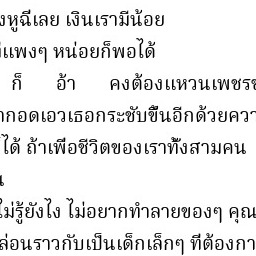 งหูฉีเลย เงินเรามีน้อย
แพงๆ หน่อยก็พอได้
ก็ อ้า คงต้องแหวนเพชร
กอดเอวเธอกระชับขึ้นอีกด้วยควา
ได้ ถ้าเพื่อชีวิตของเราทั้งสามคน
ม่รู้ยังไง ไม่อยากทำลายของๆ คุณ
ล่อนราวกับเป็นเด็กเล็กๆ ที่ต้องกา